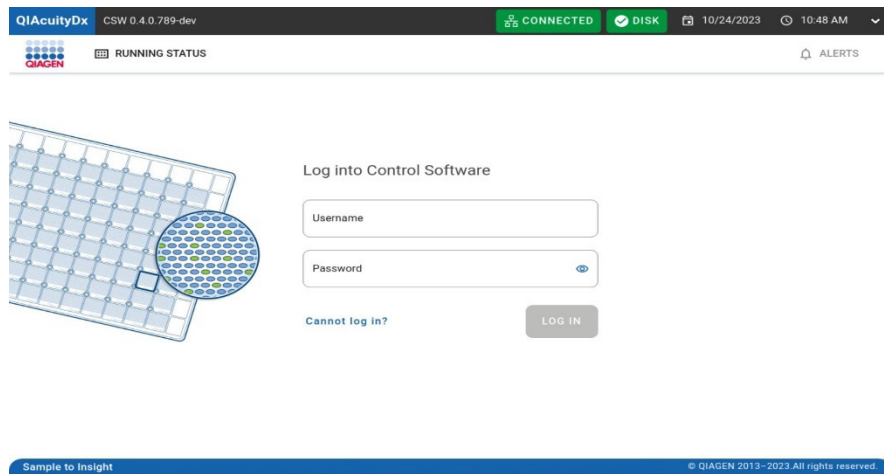 QIAcuityDx CSW 0.4.0.789-dev CONNECTED DISK 10/24/2023 10:48 AM
QIAGEN RUNNING STATUS ALERTS
Log into Control Software
Username
Password
Cannot log in? LOG IN
Sample to Insight © QIAGEN 2013–2023.All rights reserved.